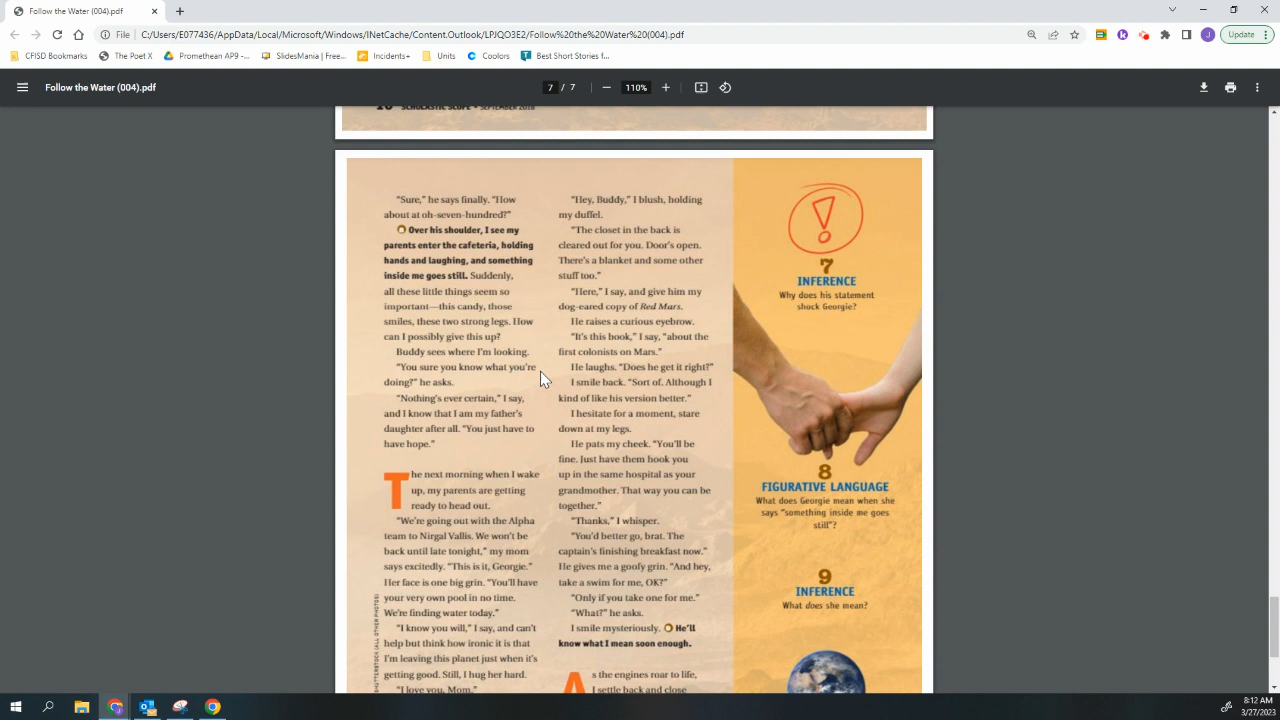 Follow the Water (004).pdf
File
C:/Users/E077436/AppData/Local/Microsoft/Windows/INetCache/Content.Outlook/LPJQO3E2/Follow%20the%20Water%20(004).pdf
J
Update
CFISD Bookmarks
The Poet X
Promethean AP9 -...
SlidesMania | Free...
Incidents+
Units
Coolors
Best Short Stories f...
Follow the Water (004).pdf
7 / 7
110%
SCHOLASTIC SCOPE • SEPTEMBER 2018
“Sure,” he says finally. “How
about at oh-seven-hundred?”
Over his shoulder, I see my
parents enter the cafeteria, holding
hands and laughing, and something
inside me goes still. Suddenly,
all these little things seem so
important—this candy, those
smiles, these two strong legs. How
can I possibly give this up?
Buddy sees where I’m looking.
“You sure you know what you’re
doing?” he asks.
“Nothing’s ever certain,” I say,
and I know that I am my father’s
daughter after all. “You just have to
have hope.”
The next morning when I wake
up, my parents are getting
ready to head out.
“We’re going out with the Alpha
team to Nirgal Vallis. We won’t be
back until late tonight,” my mom
says excitedly. “This is it, Georgie.”
Her face is one big grin. “You’ll have
your very own pool in no time.
We’re finding water today.”
“I know you will,” I say, and can’t
help but think how ironic it is that
I’m leaving this planet just when it’s
getting good. Still, I hug her hard.
“I love you, Mom.”
SHUTTERSTOCK (ALL OTHER PHOTOS)
“Hey, Buddy,” I blush, holding
my duffel.
“The closet in the back is
cleared out for you. Door’s open.
There’s a blanket and some other
stuff too.”
“Here,” I say, and give him my
dog-eared copy of Red Mars.
He raises a curious eyebrow.
“It’s this book,” I say, “about the
first colonists on Mars.”
He laughs. “Does he get it right?”
I smile back. “Sort of. Although I
kind of like his version better.”
I hesitate for a moment, stare
down at my legs.
He pats my cheek. “You’ll be
fine. Just have them hook you
up in the same hospital as your
grandmother. That way you can be
together.”
“Thanks,” I whisper.
“You’d better go, brat. The
captain’s finishing breakfast now.”
He gives me a goofy grin. “And hey,
take a swim for me, OK?”
“Only if you take one for me.”
“What?” he asks.
I smile mysteriously. He’ll
know what I mean soon enough.
As the engines roar to life,
I settle back and close
!
7
INFERENCE
Why does his statement
shock Georgie?
8
FIGURATIVE LANGUAGE
What does Georgie mean when she
says “something inside me goes
still”?
9
INFERENCE
What does she mean?
8:12 AM
3/27/2023